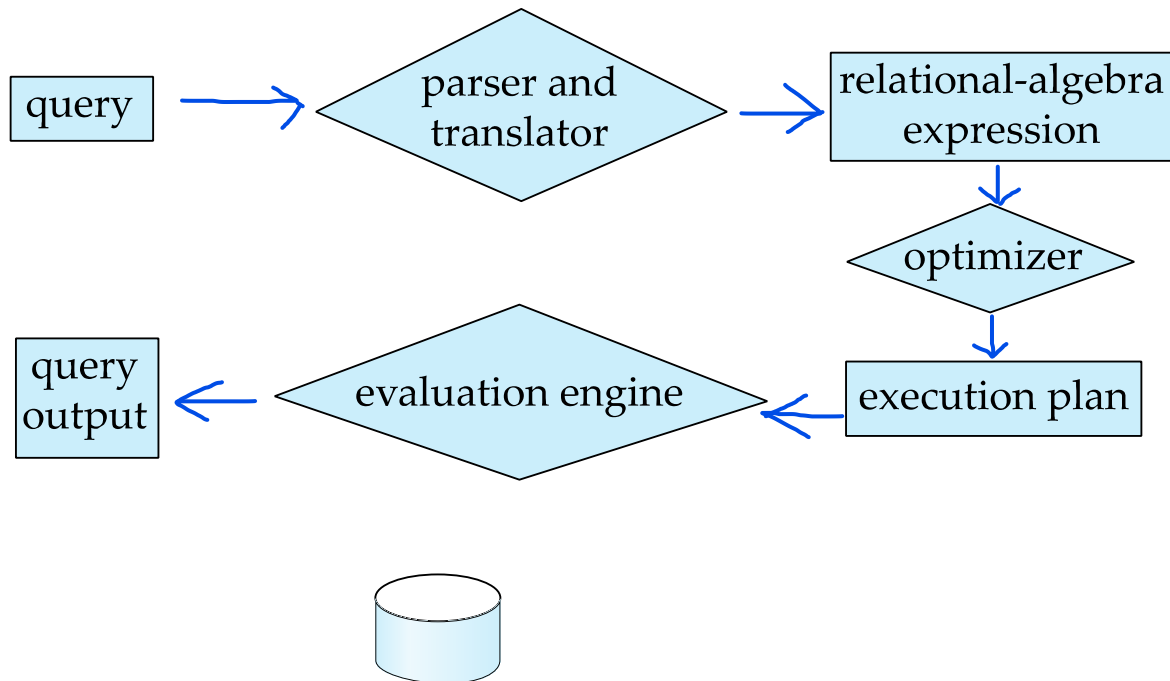 query
parser and
translator
relational-algebra
expression
optimizer
execution plan
evaluation engine
query
output